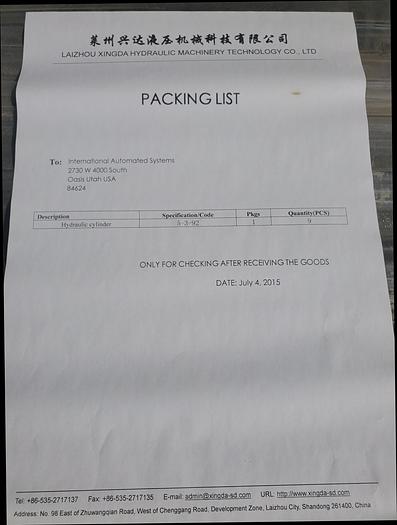 莱州兴达液压机械科技有限公司
LAIZHOU XINGDA HYDRAULIC MACHINERY TECHNOLOGY CO., LTD
PACKING LIST
To: International Automated Systems
2730 W 4000 South
Oasis Utah USA
84624
Description Specification/Code Pkgs Quantity(PCS)
Hydraulic cylinder 5-3-92 1 9
ONLY FOR CHECKING AFTER RECEIVING THE GOODS
DATE: July 4, 2015
Tel: +86-535-2717137 Fax: +86-535-2717135 E-mail: admin@xingda-sd.com URL: http://www.xingda-sd.com
Address: No. 98 East of Zhuwangqian Road, West of Chenggang Road, Development Zone, Laizhou City, Shandong 261400, China